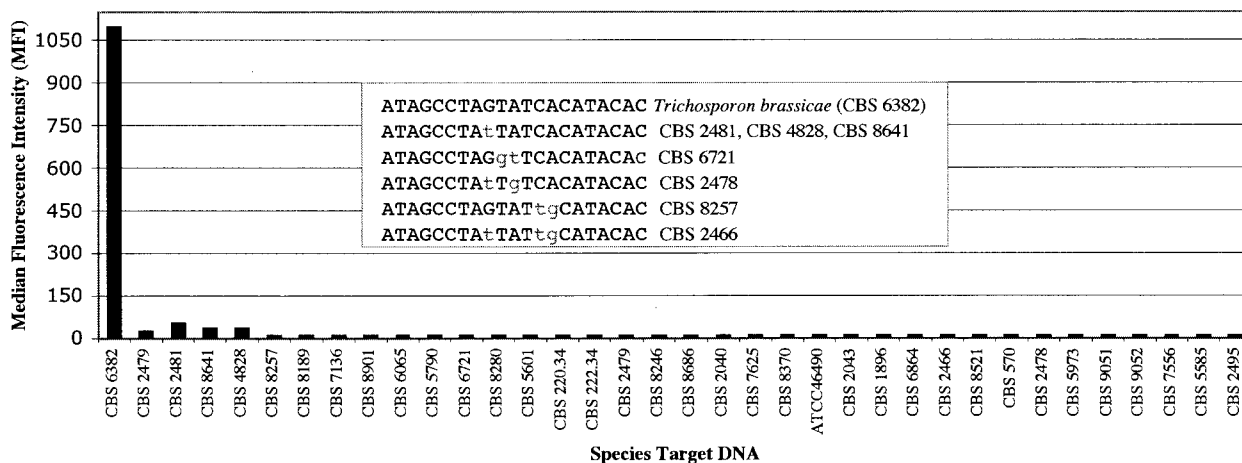 Median Fluorescence Intensity (MFI)
1050
900
750
600
450
300
150
0
ATAGCCTAGTATCACATACAC Trichosporon brassicae (CBS 6382)
ATAGCCTAtTATCACATACAC CBS 2481, CBS 4828, CBS 8641
ATAGCCTAGgtTCACATACAC CBS 6721
ATAGCCTAtTgTCACATACAC CBS 2478
ATAGCCTAGTATtgCATACAC CBS 8257
ATAGCCTAtTATtgCATACAC CBS 2466
CBS 6382
CBS 2479
CBS 2481
CBS 8641
CBS 4828
CBS 8257
CBS 8189
CBS 7136
CBS 8901
CBS 6065
CBS 5790
CBS 6721
CBS 8280
CBS 5601
CBS 220.34
CBS 222.34
CBS 2479
CBS 8246
CBS 8686
CBS 2040
CBS 7625
CBS 8370
ATCC46490
CBS 2043
CBS 1896
CBS 6864
CBS 2466
CBS 8521
CBS 570
CBS 2478
CBS 5973
CBS 9051
CBS 9052
CBS 7556
CBS 5585
CBS 2495
Species Target DNA